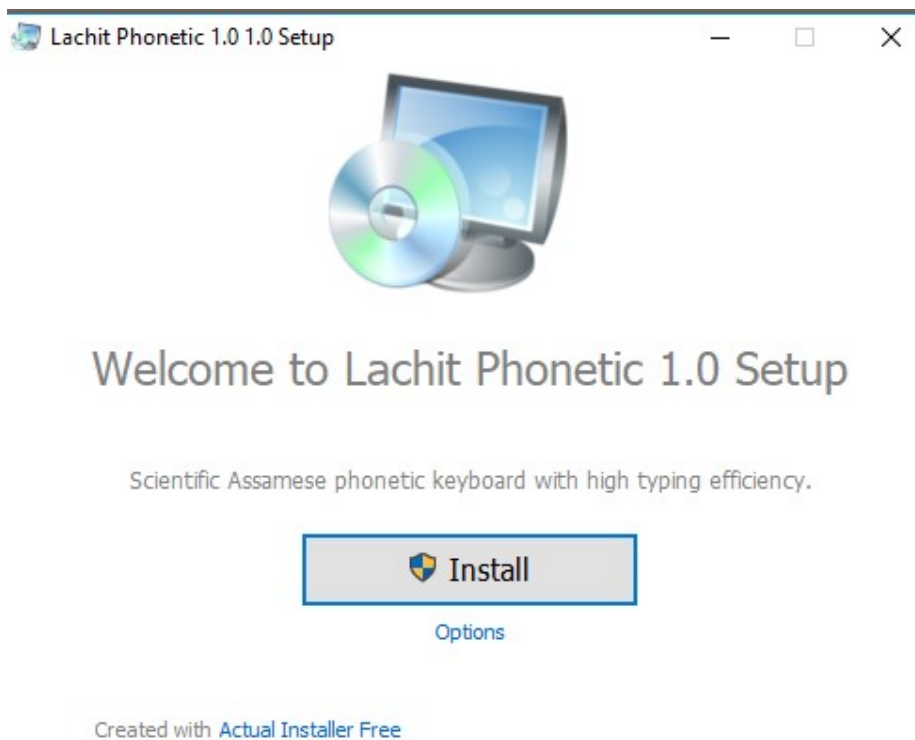 Lachit Phonetic 1.0 1.0 Setup
Welcome to Lachit Phonetic 1.0 Setup
Scientific Assamese phonetic keyboard with high typing efficiency.
Install
Options
Created with Actual Installer Free